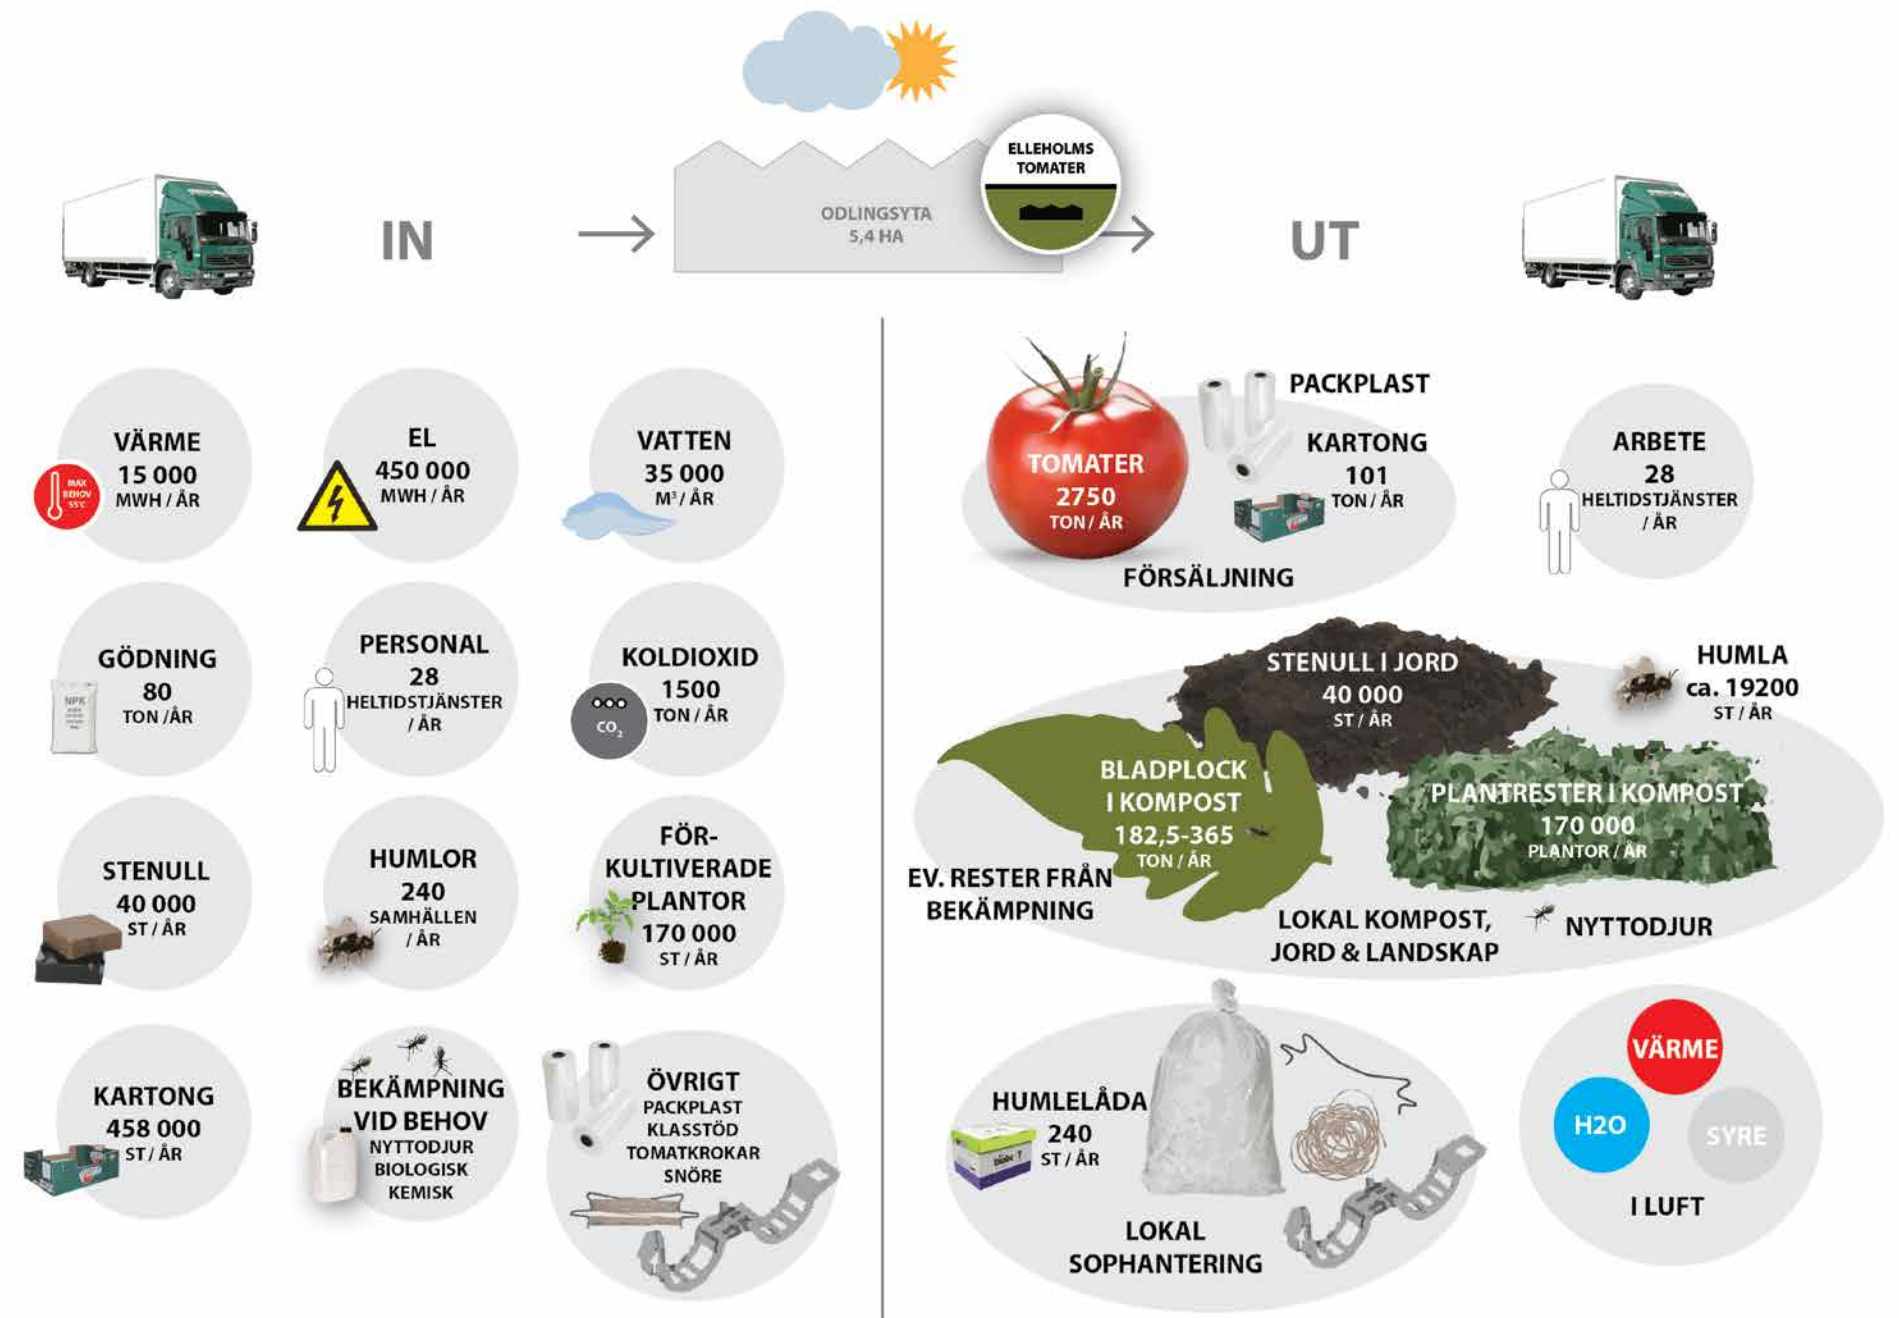 ELLEHOLMS
TOMATER
ODLINGSYTA
5,4 HA
IN
UT
VÄRME
15 000
MWH / ÅR
MAX
BEHOV
55°C
EL
450 000
MWH / ÅR
VATTEN
35 000
M³ / ÅR
GÖDNING
80
TON /ÅR
NPK
PERSONAL
28
HELTIDSTJÄNSTER
/ ÅR
KOLDIOXID
1500
TON / ÅR
CO₂
STENULL
40 000
ST / ÅR
HUMLOR
240
SAMHÄLLEN
/ ÅR
FÖR-
KULTIVERADE
PLANTOR
170 000
ST / ÅR
KARTONG
458 000
ST / ÅR
BEKÄMPNING
VID BEHOV
NYTTODJUR
BIOLOGISK
KEMISK
ÖVRIGT
PACKPLAST
KLASSTÖD
TOMATKROKAR
SNÖRE
TOMATER
2750
TON / ÅR
PACKPLAST
KARTONG
101
TON / ÅR
FÖRSÄLJNING
ARBETE
28
HELTIDSTJÄNSTER
/ ÅR
STENULL I JORD
40 000
ST / ÅR
HUMLA
ca. 19200
ST / ÅR
BLADPLOCK
I KOMPOST
182,5-365
TON / ÅR
PLANTRESTER I KOMPOST
170 000
PLANTOR / ÅR
EV. RESTER FRÅN
BEKÄMPNING
LOKAL KOMPOST,
JORD & LANDSKAP
NYTTODJUR
HUMLELÅDA
240
ST / ÅR
LOKAL
SOPHANTERING
VÄRME
H2O
SYRE
I LUFT